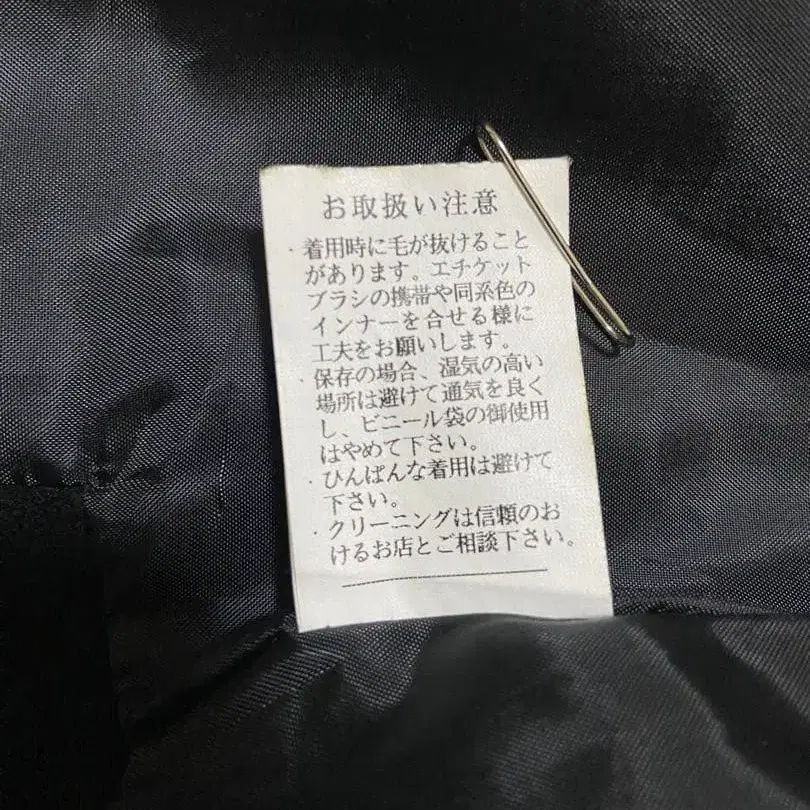 お取扱い注意
・着用時に毛が抜けること
があります。エチケット
ブラシの携帯や同系色の
インナーを合せる様に
工夫をお願いします。
・保存の場合、湿気の高い
場所は避けて通気を良く
し、ビニール袋の御使用
はやめて下さい。
・ひんぱんな着用は避けて
下さい。
・クリーニングは信頼のお
けるお店とご相談下さい。